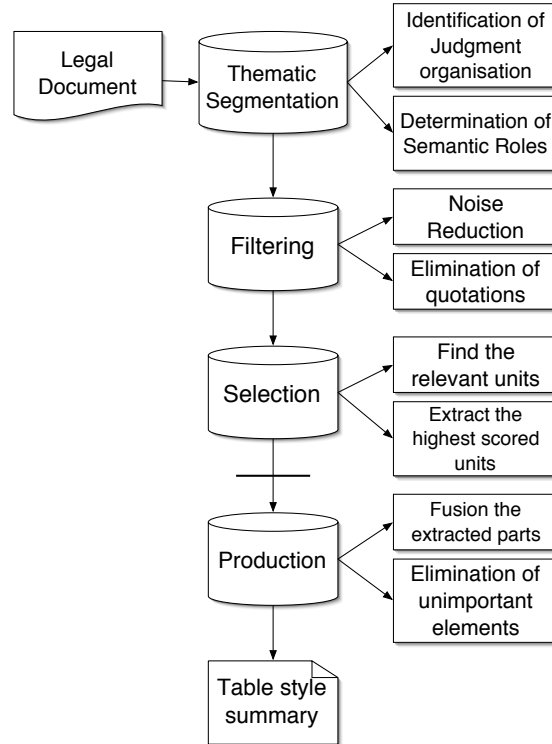 Legal
Document
Thematic
Segmentation
Identification of
Judgment
organisation
Determination of
Semantic Roles
Filtering
Noise
Reduction
Elimination of
quotations
Selection
Find the
relevant units
Extract the
highest scored
units
Production
Fusion the
extracted parts
Elimination of
unimportant
elements
Table style
summary